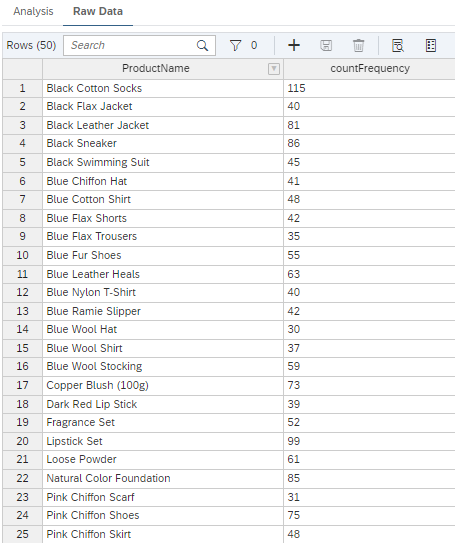 Analysis Raw Data
Rows (50) Search 0
ProductName countFrequency
1 Black Cotton Socks 115
2 Black Flax Jacket 40
3 Black Leather Jacket 81
4 Black Sneaker 86
5 Black Swimming Suit 45
6 Blue Chiffon Hat 41
7 Blue Cotton Shirt 48
8 Blue Flax Shorts 42
9 Blue Flax Trousers 35
10 Blue Fur Shoes 55
11 Blue Leather Heals 63
12 Blue Nylon T-Shirt 40
13 Blue Ramie Slipper 42
14 Blue Wool Hat 30
15 Blue Wool Shirt 37
16 Blue Wool Stocking 59
17 Copper Blush (100g) 73
18 Dark Red Lip Stick 39
19 Fragrance Set 52
20 Lipstick Set 99
21 Loose Powder 61
22 Natural Color Foundation 85
23 Pink Chiffon Scarf 31
24 Pink Chiffon Shoes 75
25 Pink Chiffon Skirt 48